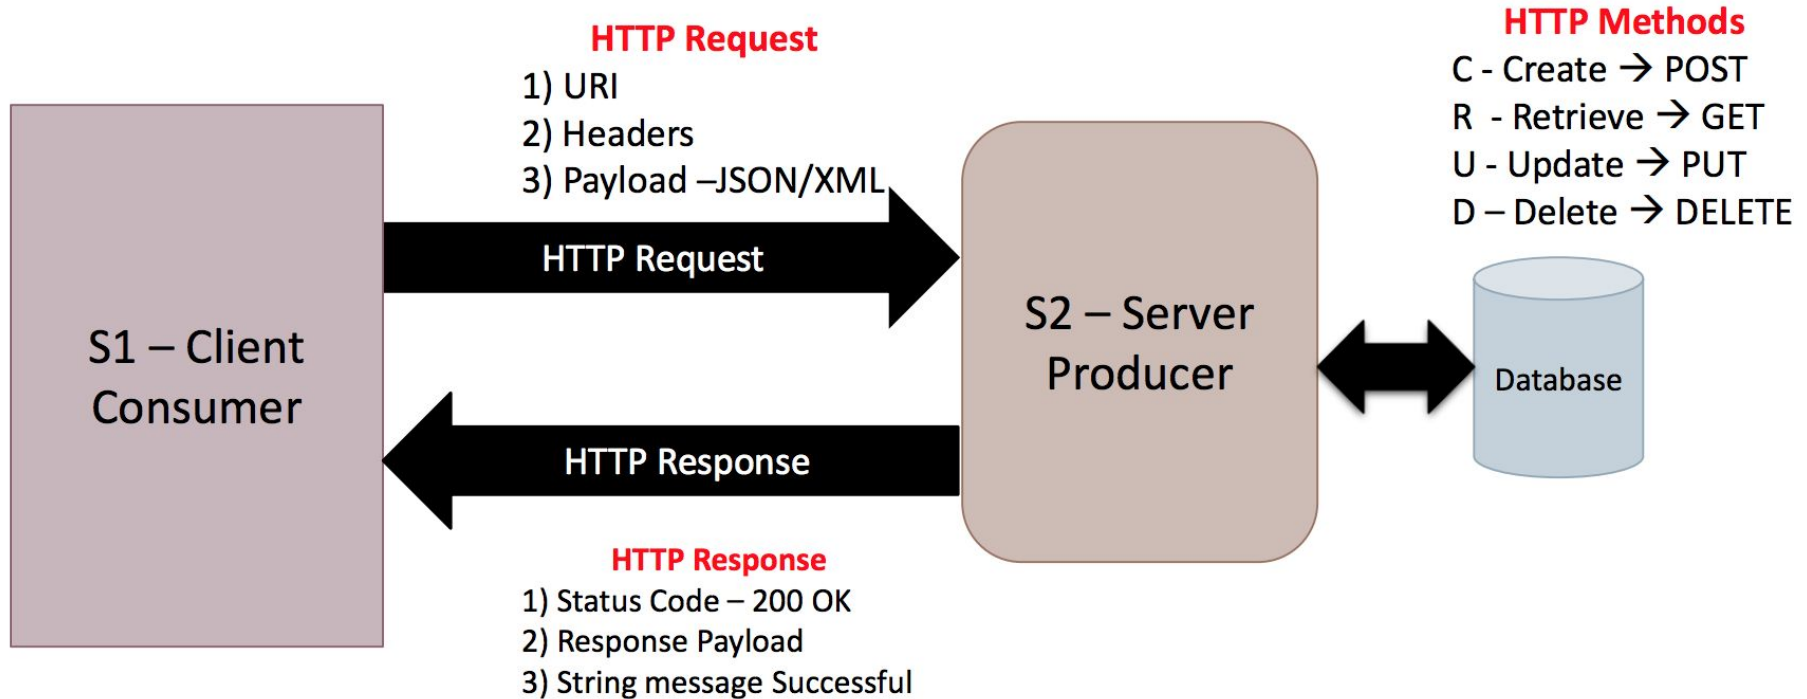 HTTP Request
1) URI
2) Headers
3) Payload –JSON/XML
HTTP Methods
C - Create → POST
R - Retrieve → GET
U - Update → PUT
D – Delete → DELETE
S1 – Client
Consumer
HTTP Request
S2 – Server
Producer
Database
HTTP Response
HTTP Response
1) Status Code – 200 OK
2) Response Payload
3) String message Successful